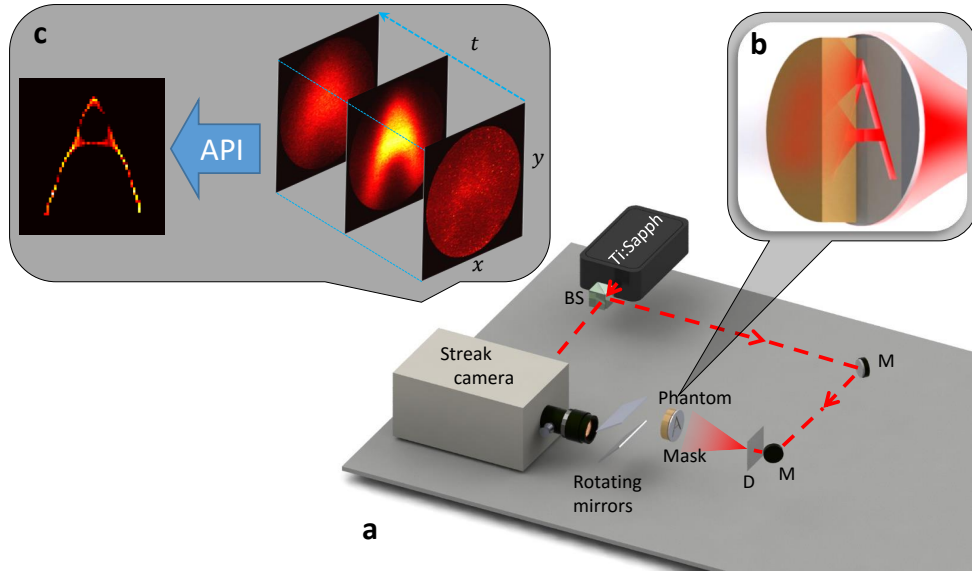 c
t
API
y
x
b
Ti:Sapph
BS
Streak
camera
M
Phantom
Mask
D
M
Rotating
mirrors
a